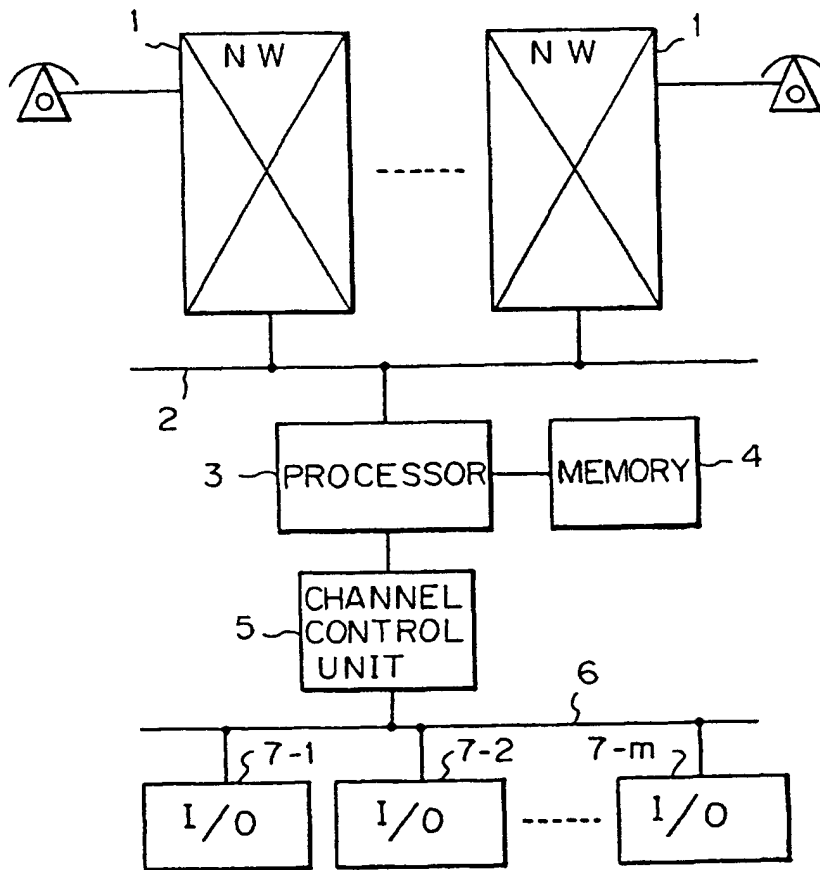 1
1
NW
NW
2
3
PROCESSOR
MEMORY
4
5
CHANNEL
CONTROL
UNIT
6
7-1
7-2
7-m
I/O
I/O
I/O